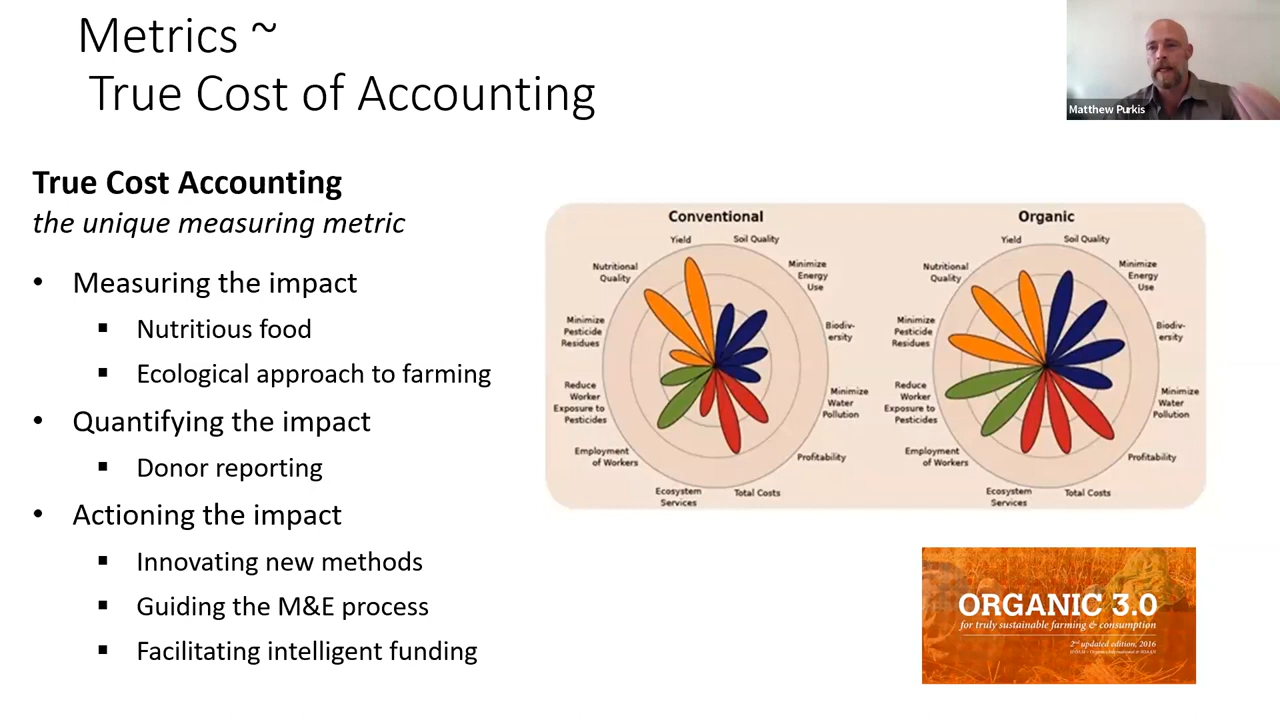 Metrics ~
True Cost of Accounting
Matthew Purkis
True Cost Accounting
the unique measuring metric
• Measuring the impact
▪ Nutritious food
▪ Ecological approach to farming
• Quantifying the impact
▪ Donor reporting
• Actioning the impact
▪ Innovating new methods
▪ Guiding the M&E process
▪ Facilitating intelligent funding
Conventional
Yield
Soil Quality
Nutritional
Quality
Minimize
Energy
Use
Minimize
Pesticide
Residues
Biodiv-
ersity
Reduce
Worker
Exposure to
Pesticides
Minimize
Water
Pollution
Employment
of Workers
Profitability
Ecosystem
Services
Total Costs
Organic
Yield
Soil Quality
Nutritional
Quality
Minimize
Energy
Use
Minimize
Pesticide
Residues
Biodiv-
ersity
Reduce
Worker
Exposure to
Pesticides
Minimize
Water
Pollution
Employment
of Workers
Profitability
Ecosystem
Services
Total Costs
ORGANIC 3.0
for truly sustainable farming & consumption
2nd updated edition, 2016